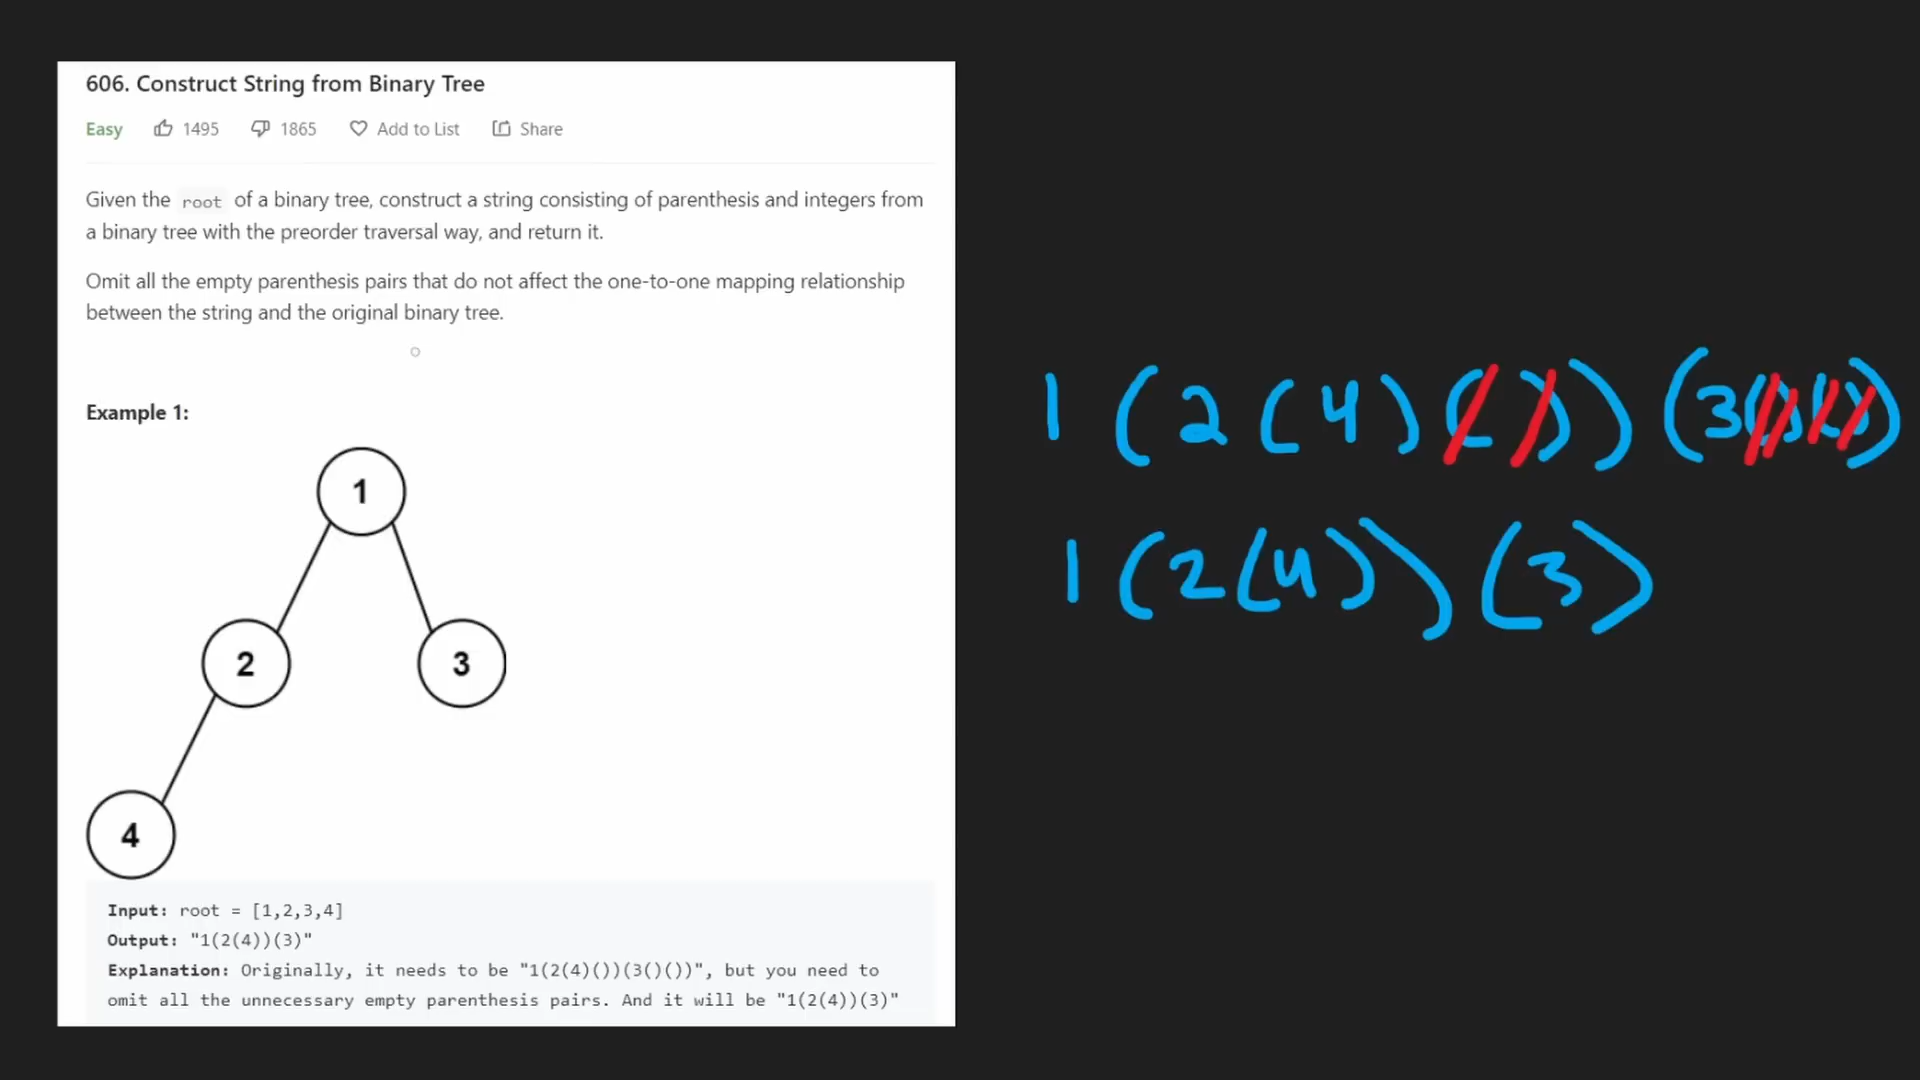 606. Construct String from Binary Tree
Easy 1495 1865 Add to List Share
Given the root of a binary tree, construct a string consisting of parenthesis and integers from
a binary tree with the preorder traversal way, and return it.
Omit all the empty parenthesis pairs that do not affect the one-to-one mapping relationship
between the string and the original binary tree.
Example 1:
1
2
3
4
Input: root = [1,2,3,4]
Output: "1(2(4))(3)"
Explanation: Originally, it needs to be "1(2(4)())(3()())", but you need to
omit all the unnecessary empty parenthesis pairs. And it will be "1(2(4))(3)"
1 (2(4)())(3()())
1 (2(4))(3)